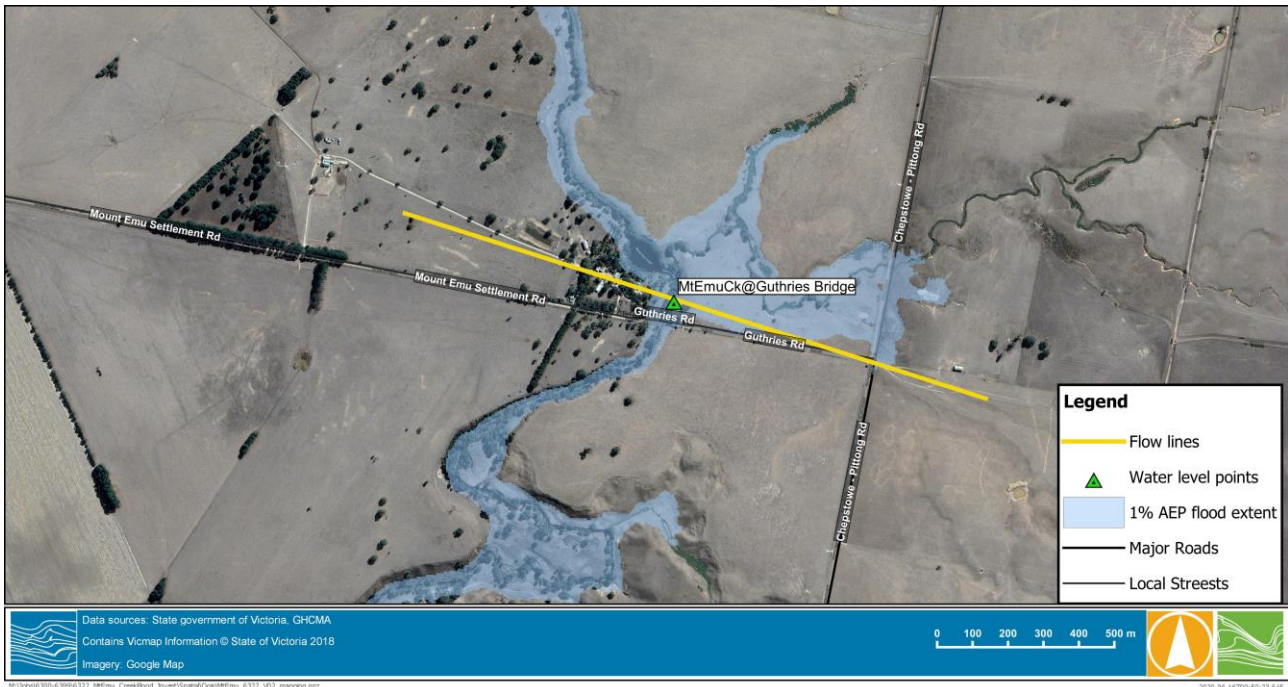 Chepstowe - Pittong Rd
Mount Emu Settlement Rd
MtEmuCk@Guthries Bridge
Mount Emu Settlement Rd
Guthries Rd
Guthries Rd
Chepstowe - Pittong Rd
Legend
Flow lines
Water level points
1% AEP flood extent
Major Roads
Local Streests
Data sources: State government of Victoria, GHCMA
Contains Vicmap Information © State of Victoria 2018
Imagery: Google Map
0 100 200 300 400 500 m